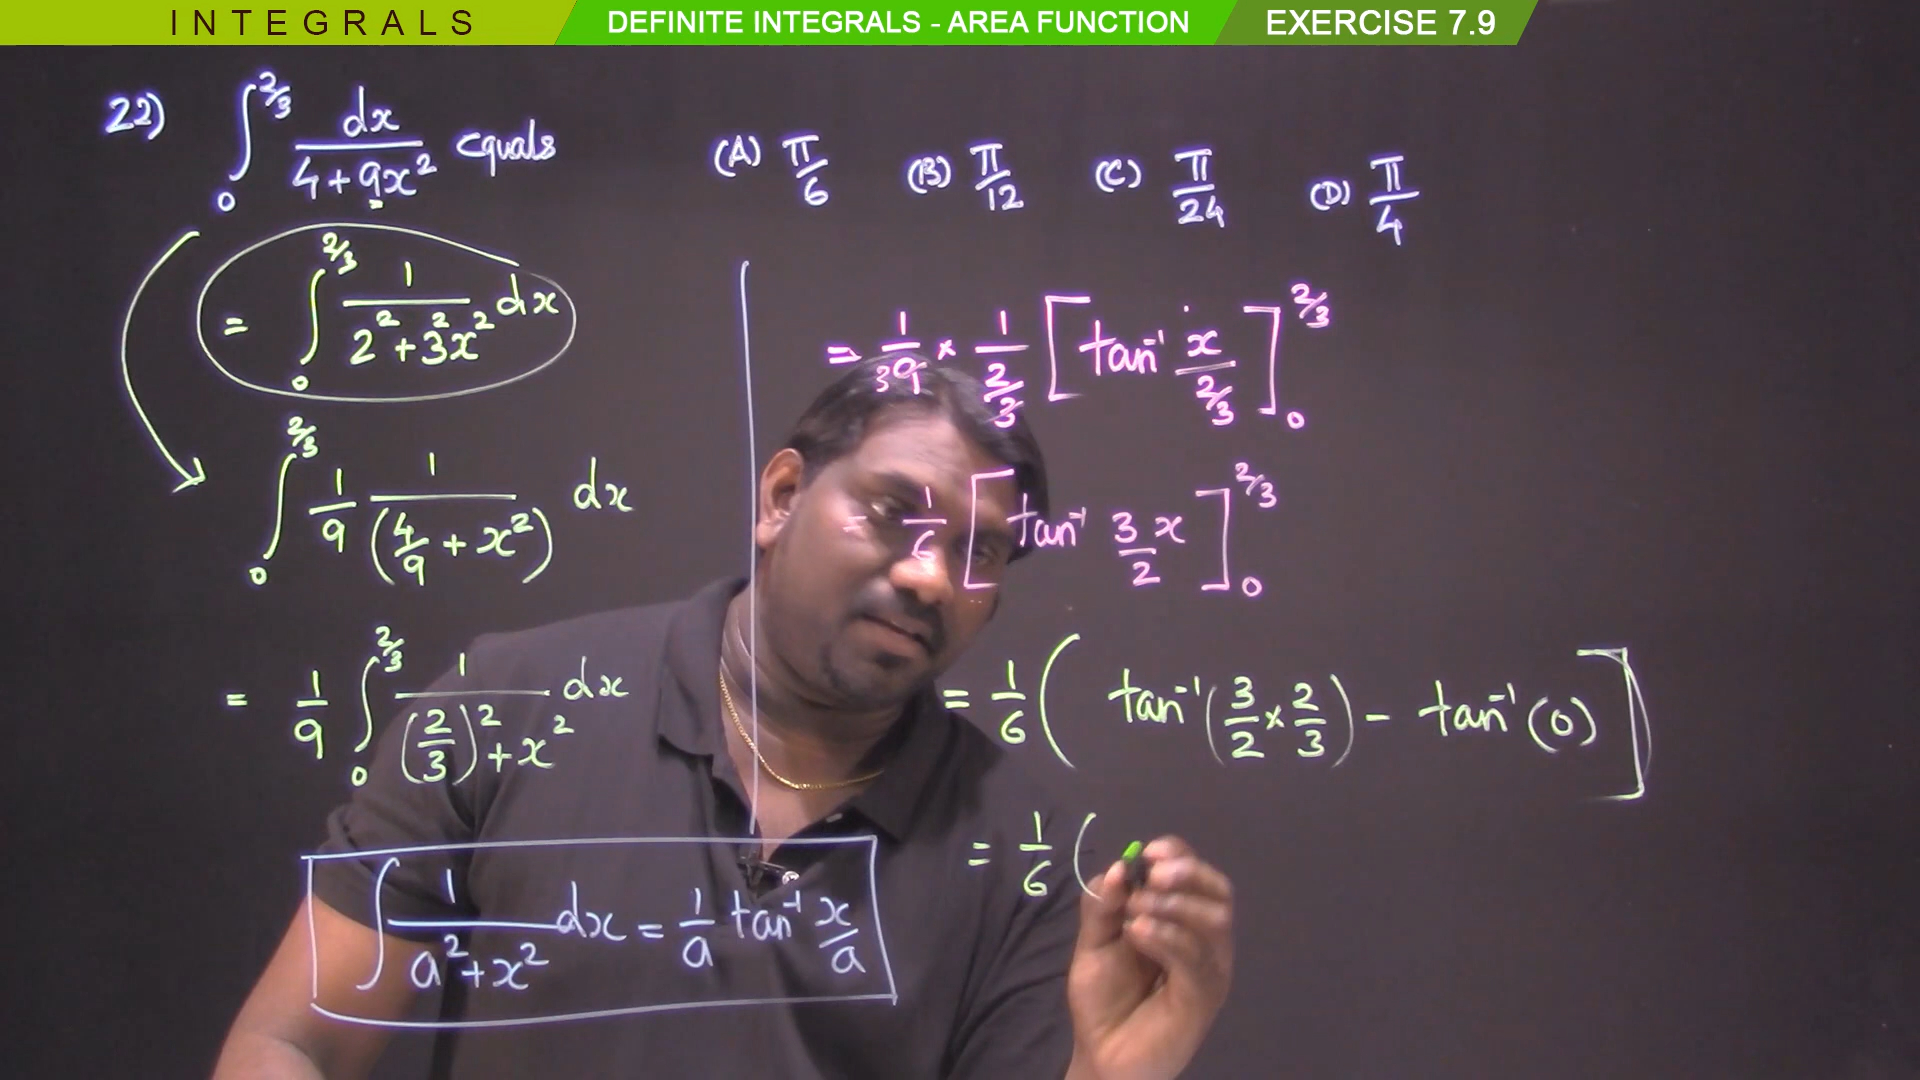 INTEGRALS DEFINITE INTEGRALS - AREA FUNCTION EXERCISE 7.9
22) ∫₀^{2/3} dx/(4+9x²) equals (A) π/6 (B) π/12 (C) π/24 (D) π/4
= ∫₀^{2/3} 1/(2²+3²x²) dx
∫₀^{2/3} 1/9 1/(4/9 + x²) dx
= 1/9 ∫₀^{2/3} 1/((2/3)²+x²) dx
∫ 1/(a²+x²) dx = 1/a tan⁻¹ x/a
= 1/9 × 1/(2/3) [tan⁻¹ x/(2/3)]₀^{2/3}
3
= 1/6 [tan⁻¹ 3/2 x]₀^{2/3}
= 1/6 ( tan⁻¹(3/2 × 2/3) − tan⁻¹(0) ]
= 1/6 (